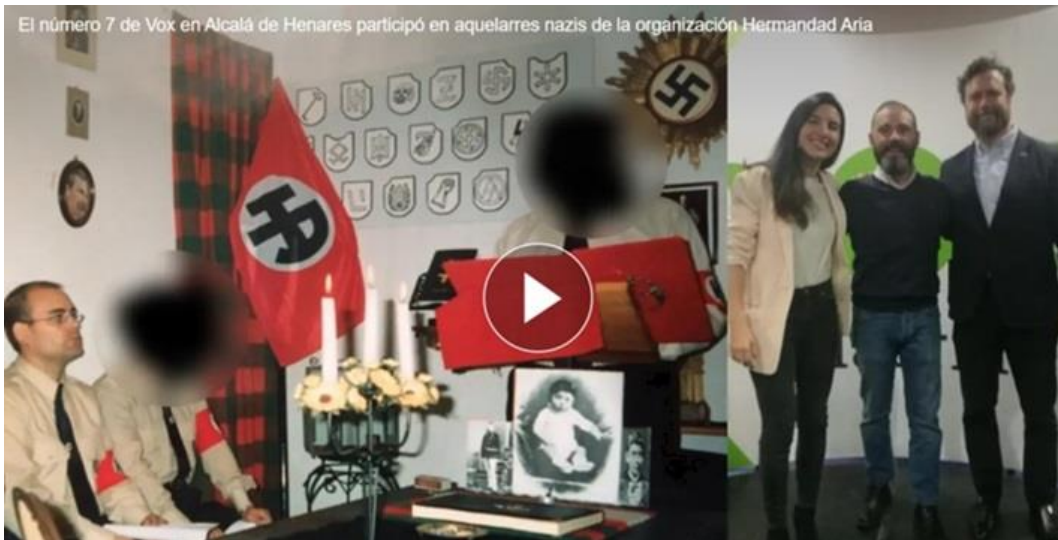 El número 7 de Vox en Alcalá de Henares participó en aquelarres nazis de la organización Hermandad Aria